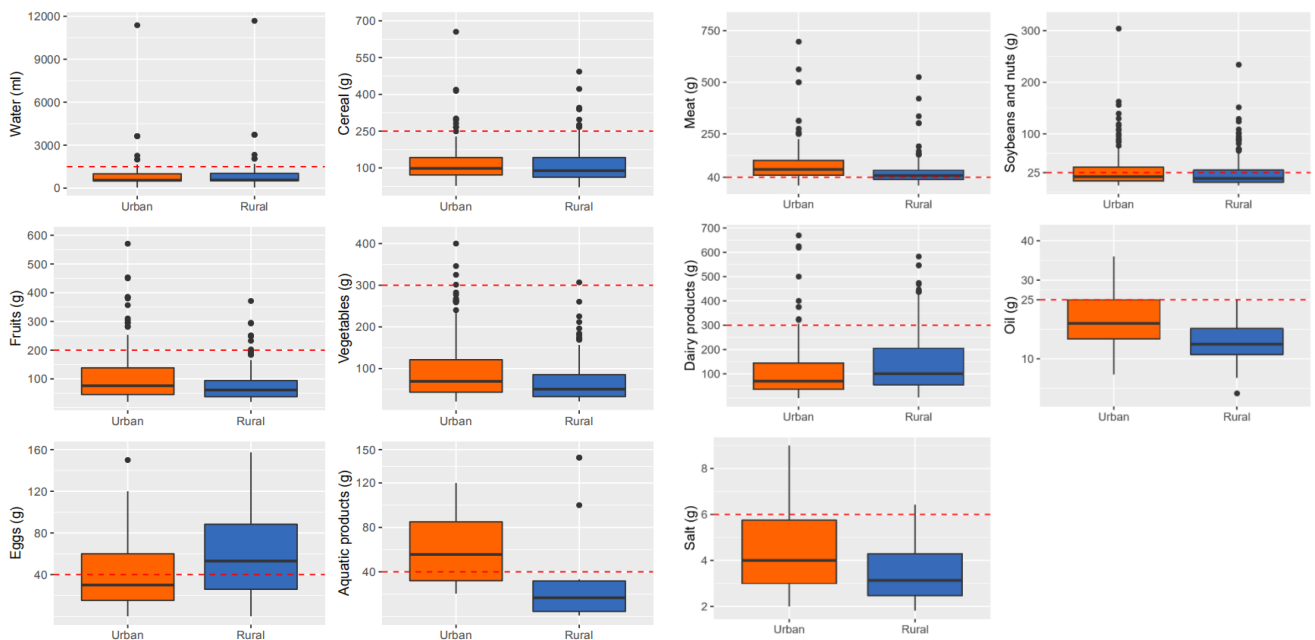 Water (ml)
12000
9000
6000
3000
0
Urban
Rural
Cereal (g)
700
550
400
250
100
Urban
Rural
Meat (g)
750
500
250
40
Urban
Rural
Soybeans and nuts (g)
300
200
100
25
Urban
Rural
Fruits (g)
600
500
400
300
200
100
Urban
Rural
Vegetables (g)
400
300
200
100
Urban
Rural
Dairy products (g)
700
600
500
400
300
200
100
Urban
Rural
Oil (g)
40
30
25
10
Urban
Rural
Eggs (g)
160
120
80
40
Urban
Rural
Aquatic products (g)
150
120
80
40
Urban
Rural
Salt (g)
8
6
4
2
Urban
Rural